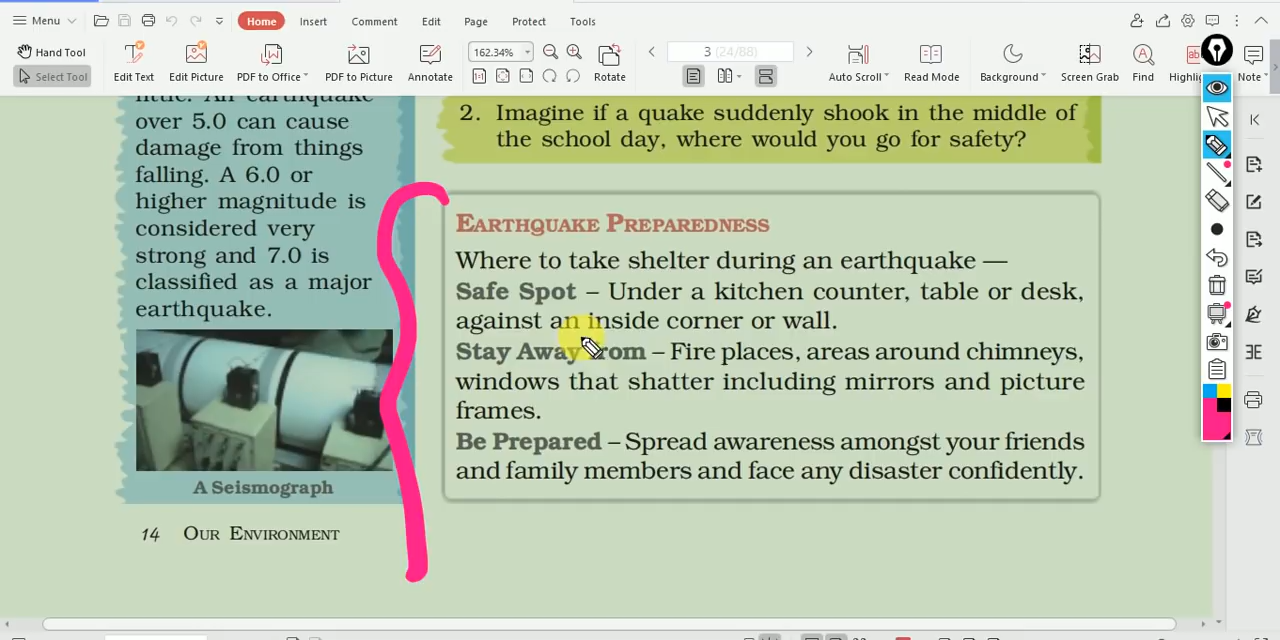 Menu
Home
Insert
Comment
Edit
Page
Protect
Tools
Hand Tool
Select Tool
Edit Text
Edit Picture
PDF to Office
PDF to Picture
Annotate
162.34%
Rotate
3 (24/88)
Auto Scroll
Read Mode
Background
Screen Grab
Find
Highli
Note
over 5.0 can cause
damage from things
falling. A 6.0 or
higher magnitude is
considered very
strong and 7.0 is
classified as a major
earthquake.
A Seismograph
14 OUR ENVIRONMENT
2. Imagine if a quake suddenly shook in the middle of
the school day, where would you go for safety?
EARTHQUAKE PREPAREDNESS
Where to take shelter during an earthquake —
Safe Spot – Under a kitchen counter, table or desk,
against an inside corner or wall.
Stay Away from – Fire places, areas around chimneys,
windows that shatter including mirrors and picture
frames.
Be Prepared – Spread awareness amongst your friends
and family members and face any disaster confidently.